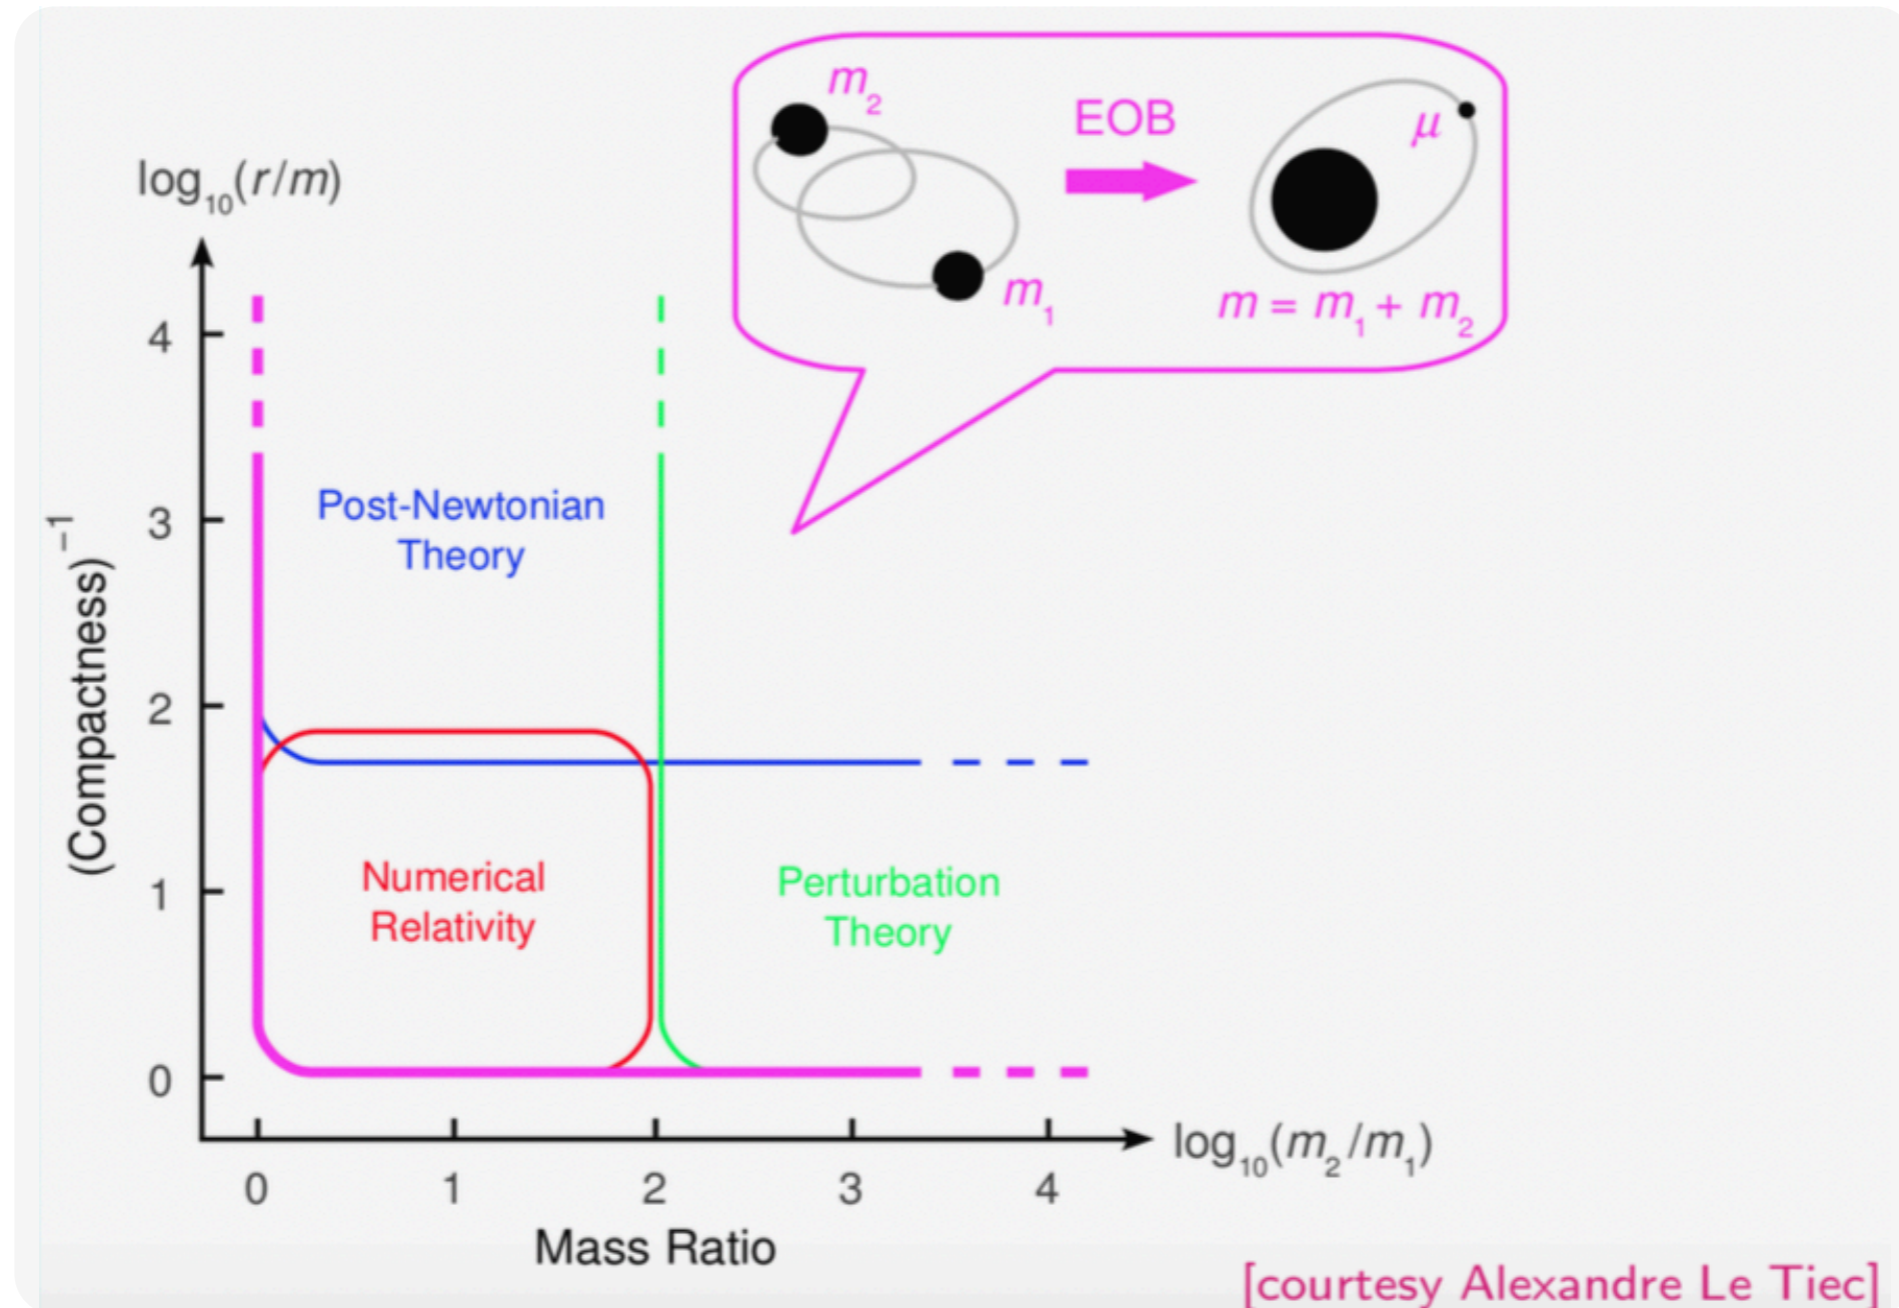 m₂
EOB
μ
m₁
m = m₁ + m₂
log₁₀(r/m)
4
3
2
1
0
(Compactness)⁻¹
Post-Newtonian
Theory
Numerical
Relativity
Perturbation
Theory
log₁₀(m₂/m₁)
0 1 2 3 4
Mass Ratio
[courtesy Alexandre Le Tiec]